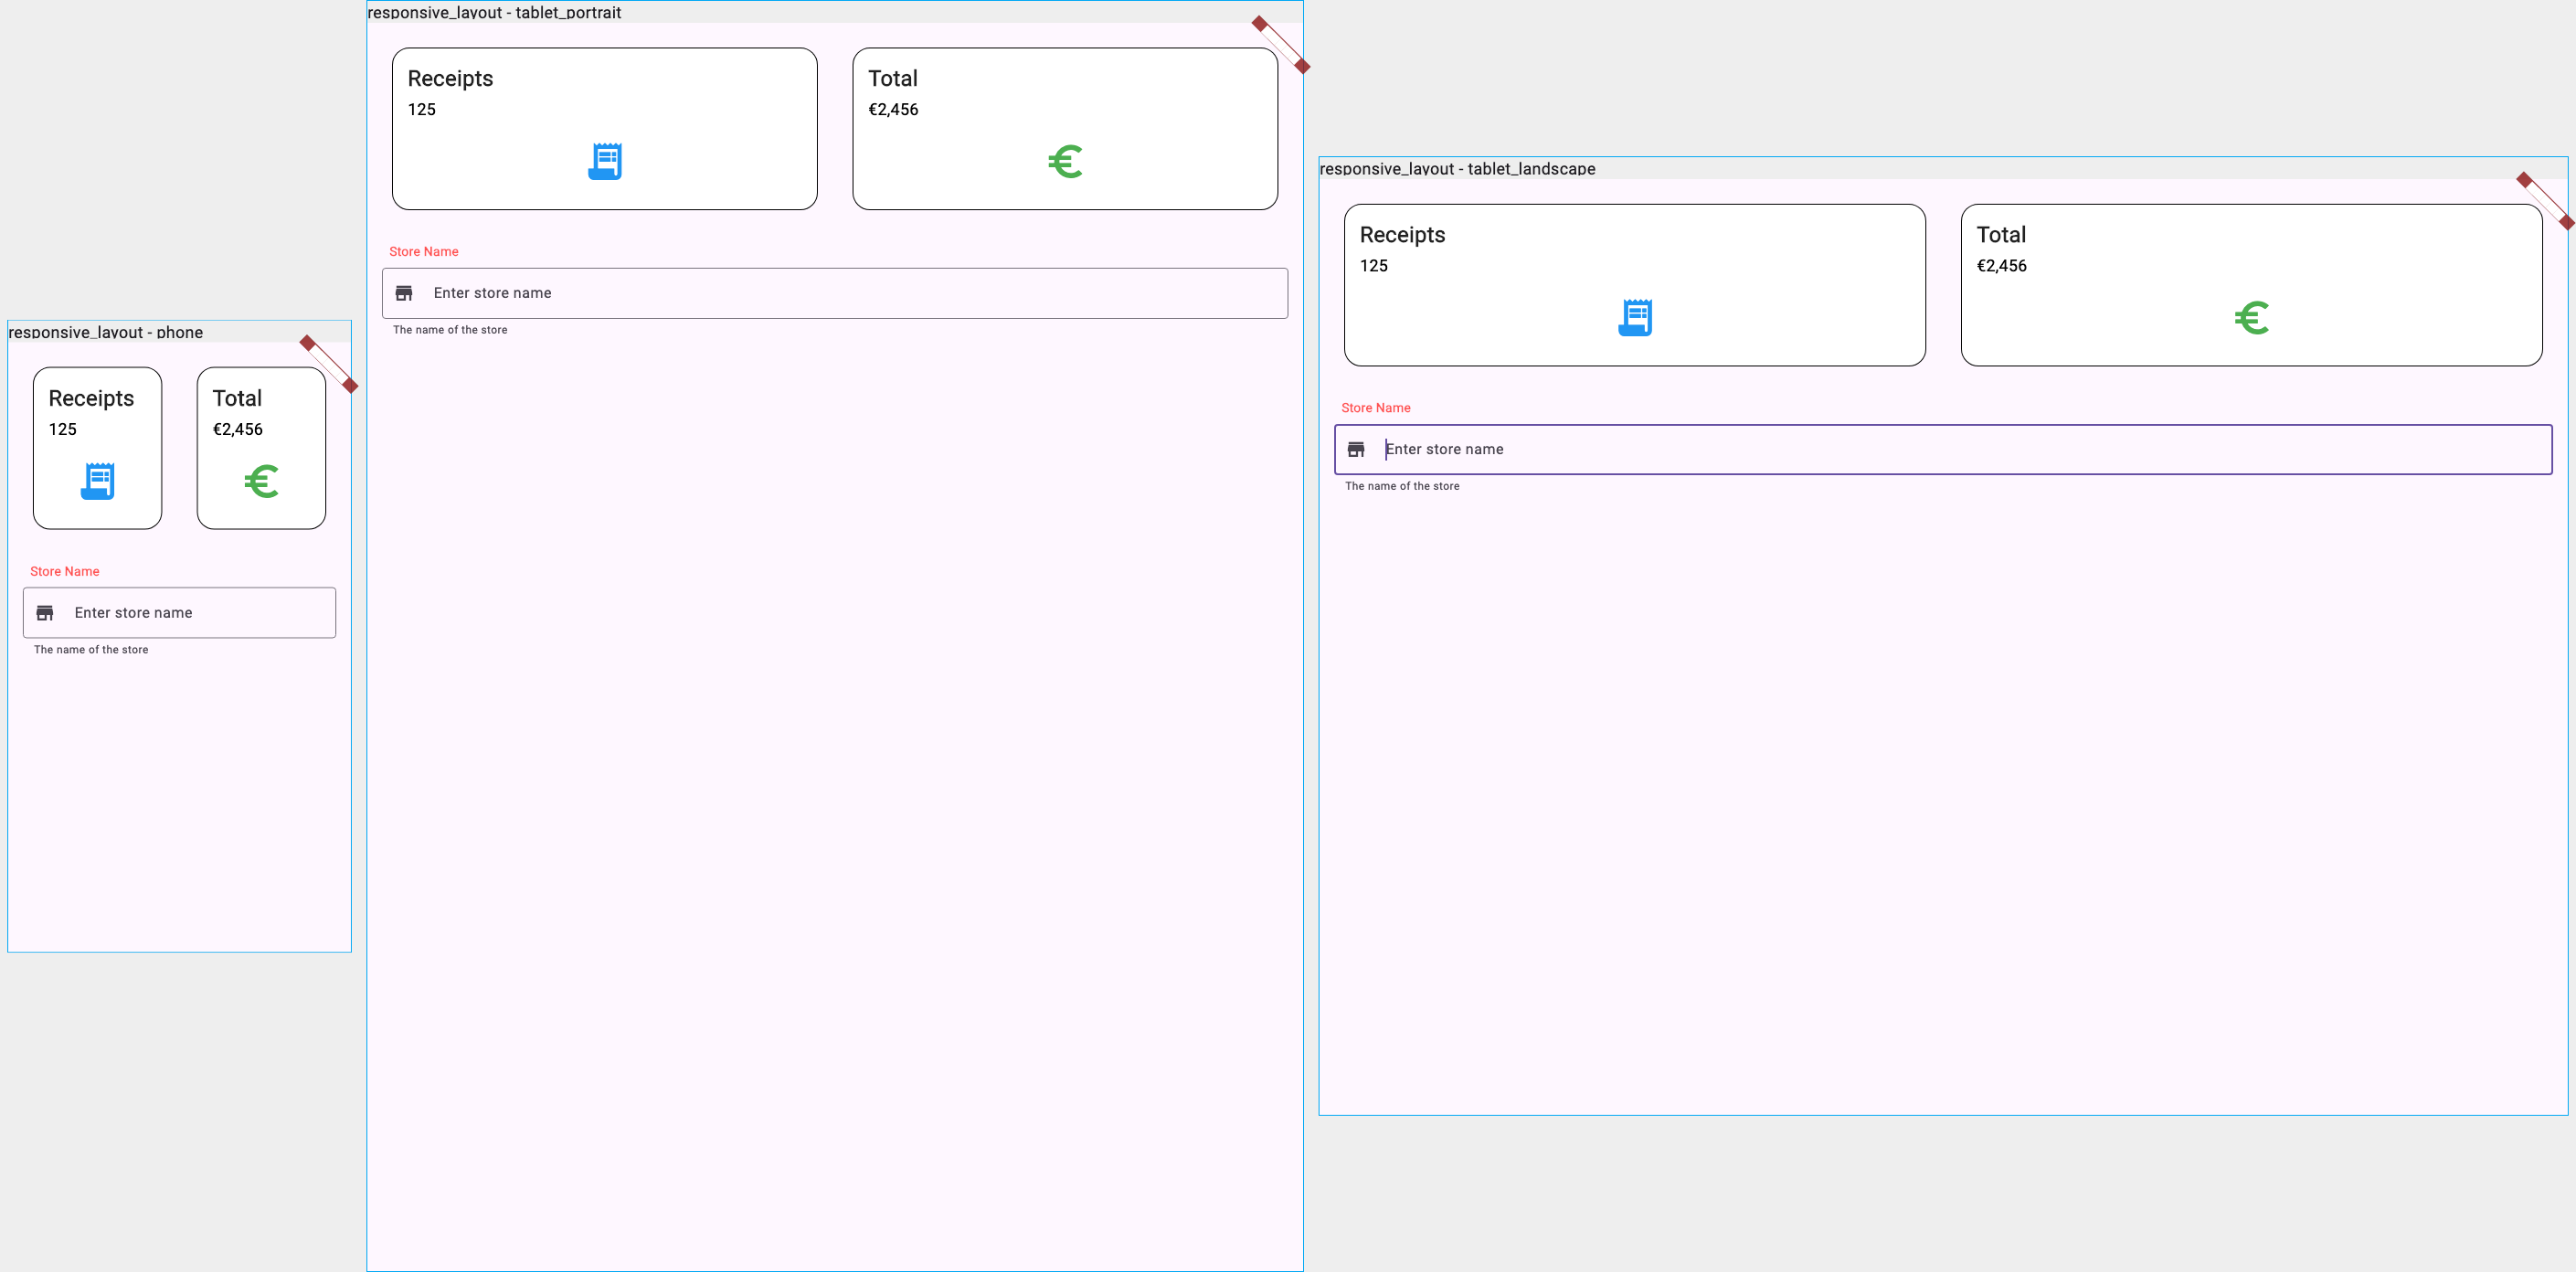 responsive_layout - phone
Receipts
125
Total
€2,456
Store Name
Enter store name
The name of the store
responsive_layout - tablet_portrait
Receipts
125
Total
€2,456
Store Name
Enter store name
The name of the store
responsive_layout - tablet_landscape
Receipts
125
Total
€2,456
Store Name
Enter store name
The name of the store